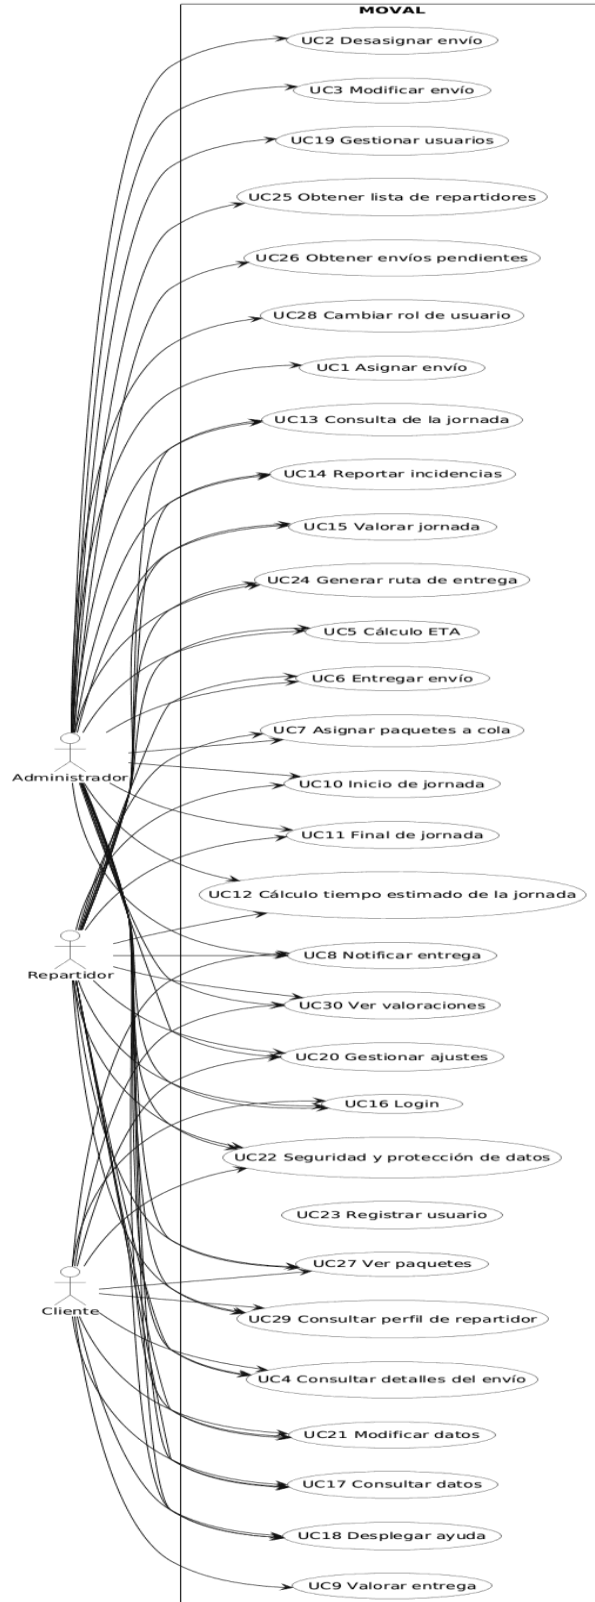 MOVAL
UC2 Desasignar envío
UC3 Modificar envío
UC19 Gestionar usuarios
UC25 Obtener lista de repartidores
UC26 Obtener envíos pendientes
UC28 Cambiar rol de usuario
UC1 Asignar envío
UC13 Consulta de la jornada
UC14 Reportar incidencias
UC15 Valorar jornada
UC24 Generar ruta de entrega
UC5 Cálculo ETA
UC6 Entregar envío
UC7 Asignar paquetes a cola
Administrador
UC10 Inicio de jornada
UC11 Final de jornada
UC12 Cálculo tiempo estimado de la jornada
UC8 Notificar entrega
Repartidor
UC30 Ver valoraciones
UC20 Gestionar ajustes
UC16 Login
UC22 Seguridad y protección de datos
UC23 Registrar usuario
UC27 Ver paquetes
Cliente
UC29 Consultar perfil de repartidor
UC4 Consultar detalles del envío
UC21 Modificar datos
UC17 Consultar datos
UC18 Desplegar ayuda
UC9 Valorar entrega